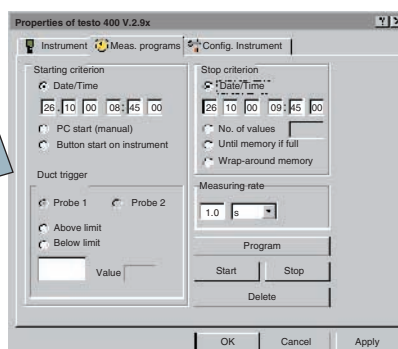 Properties of testo 400 V.2.9x
Instrument Meas. programs Config. Instrument
Starting criterion
Date/Time
26. 10 00 08: 45 00
PC start (manual)
Button start on instrument
Duct trigger
Probe 1 Probe 2
Above limit
Below limit
Value
Stop criterion
Date/Time
26 10 00 09: 45 00
No. of values
Until memory if full
Wrap-around memory
Measuring rate
1.0 s
Program
Start Stop
Delete
OK Cancel Apply